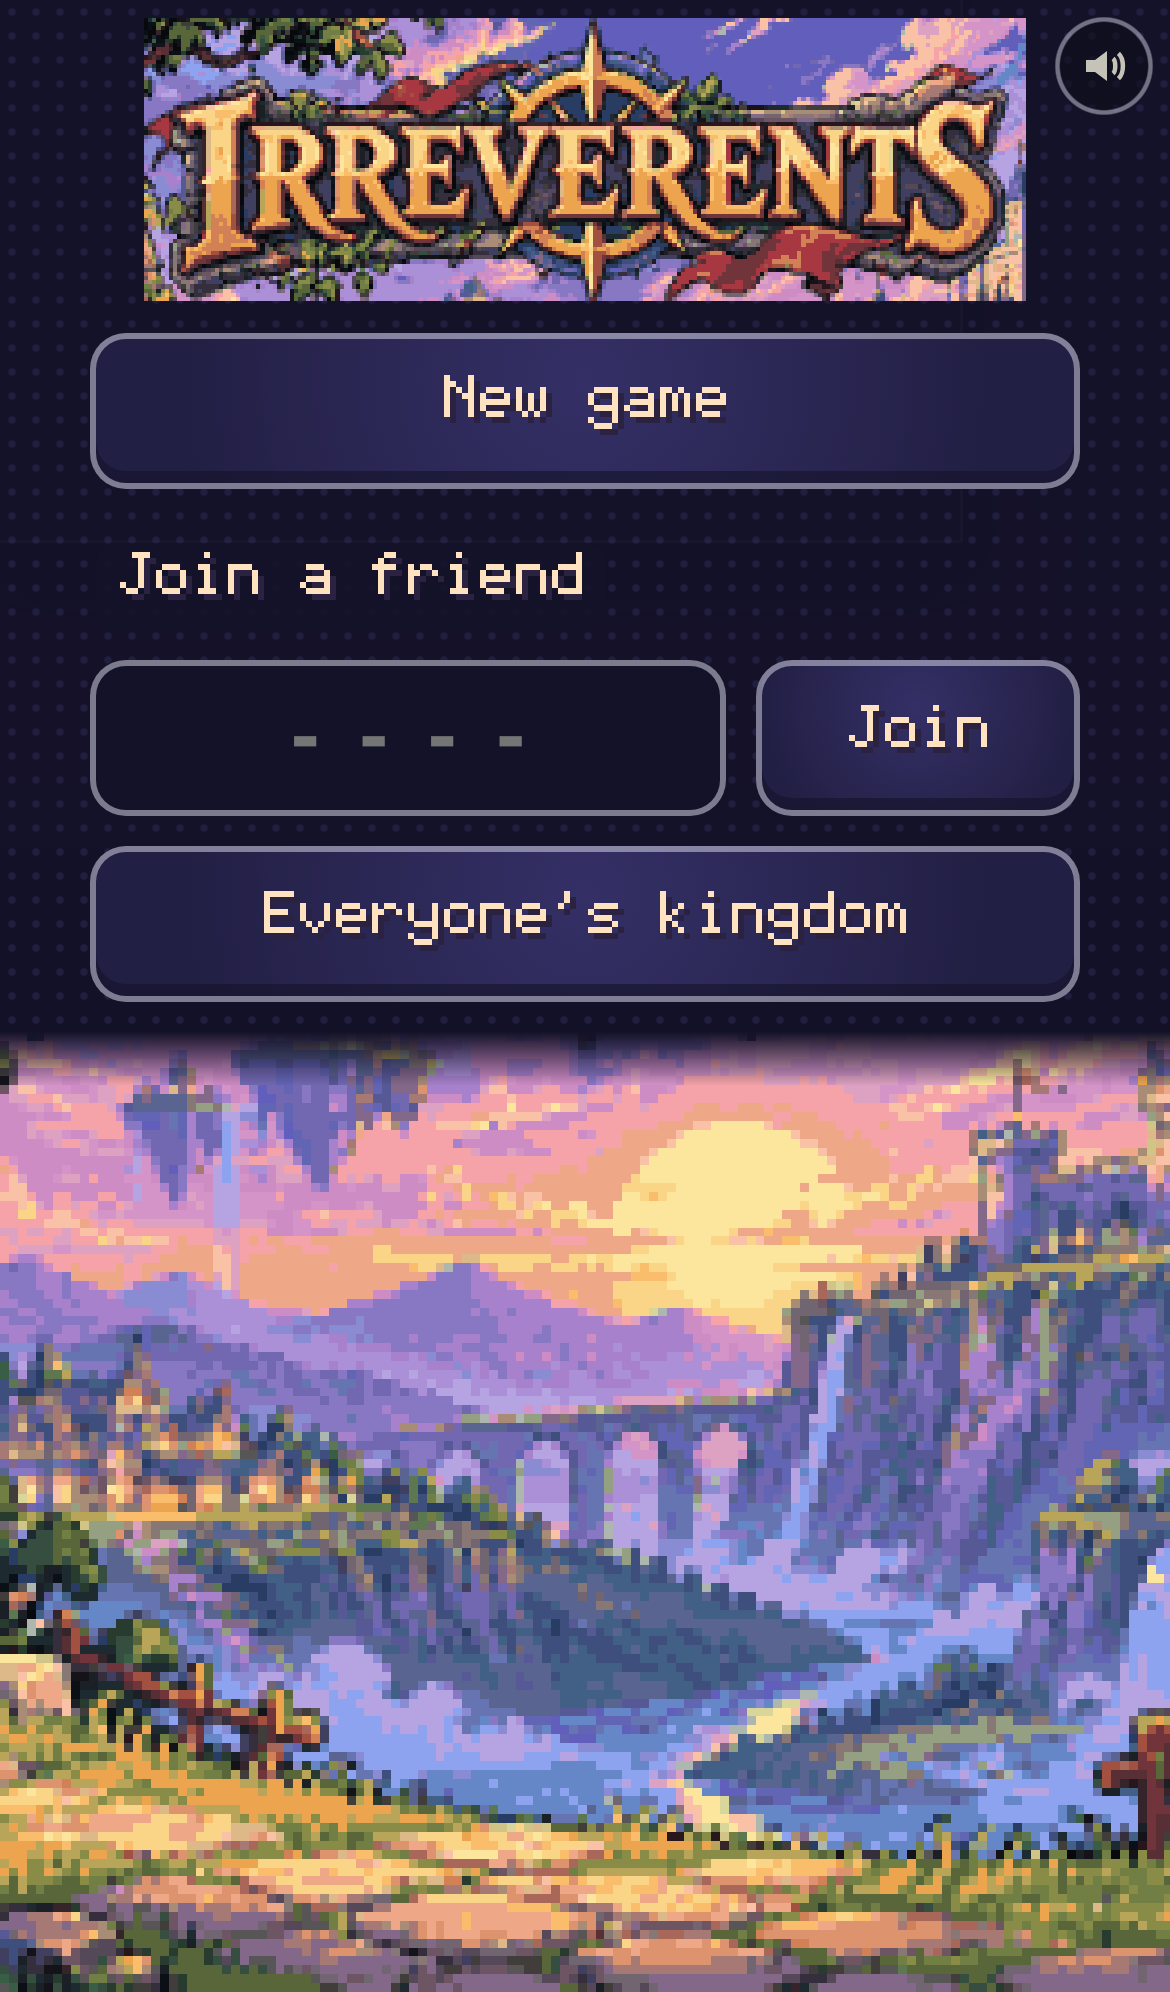 IRREVERENTS
New game
Join a friend
- - - -
Join
Everyone's kingdom